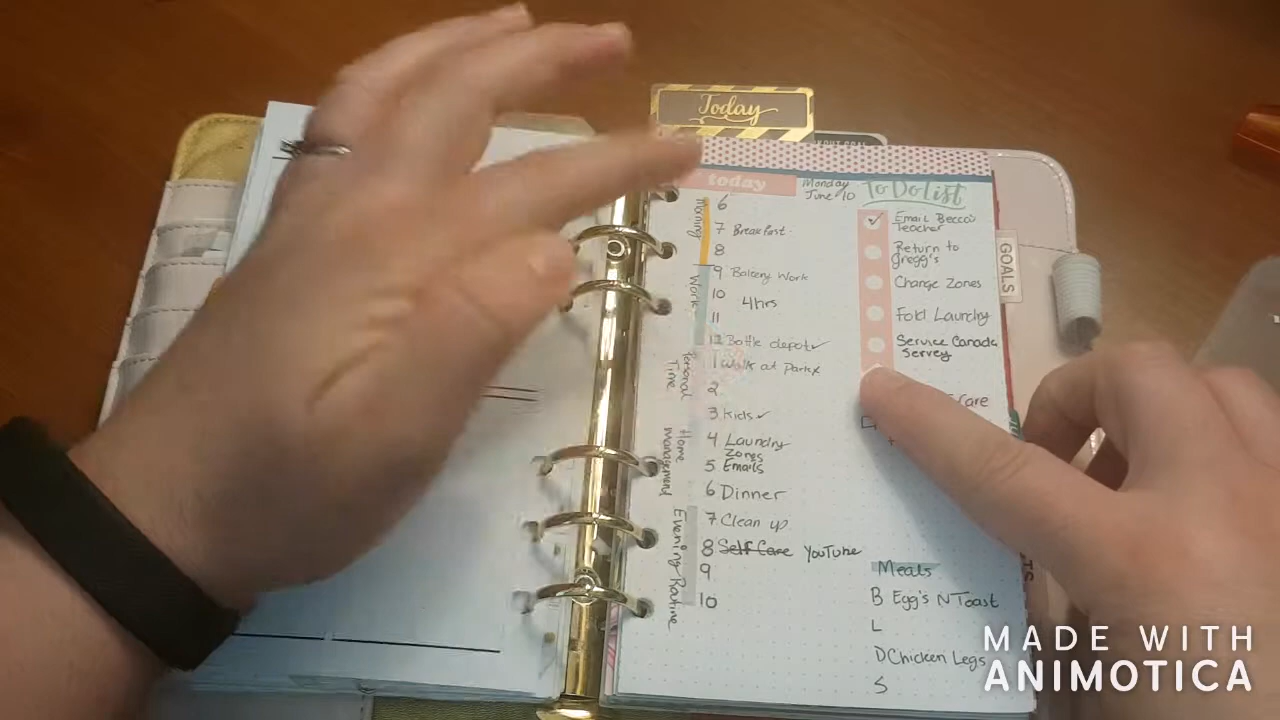 Today
today
Monday
June 10
To Do List
Morning
6
7 Breakfast
8
Work
9 Balcony Work
10
4hrs
11
12 Bottle depot ✓
Personal
Time
1 Walk at Park x
2
3 Kids ✓
Home
management
4 Laundry
Zones
5 Emails
6 Dinner
Evening Routine
7 Clean up
8 Self Care YouTube
9
10
Email Becca's
Teacher
Return to
Gregg's
Change Zones
Fold Laundry
Service Canada
Servey
Care
Meals
B Egg's N Toast
L
D Chicken Legs
S
GOALS
MADE WITH
ANIMOTICA